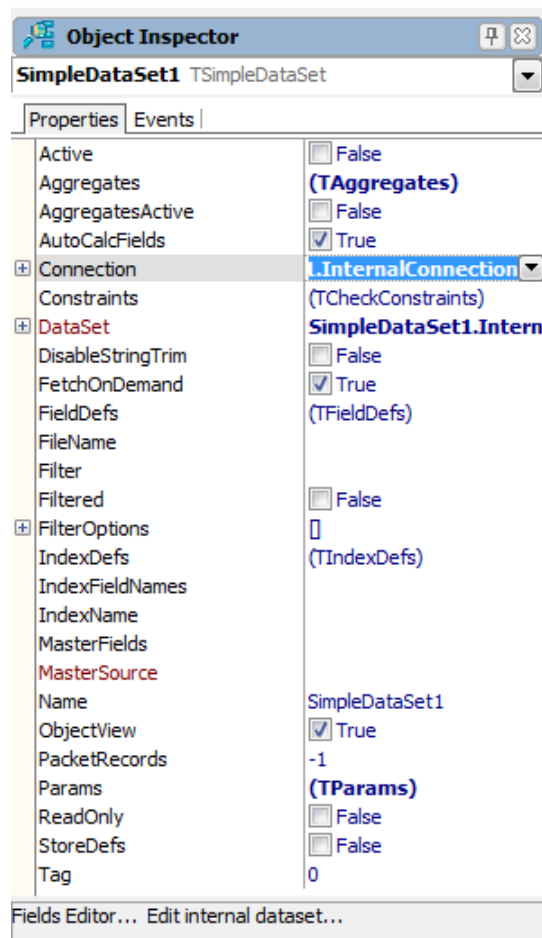 Object Inspector
SimpleDataSet1 TSimpleDataSet
Properties Events
Active False
Aggregates (TAggregates)
AggregatesActive False
AutoCalcFields True
Connection .InternalConnection
Constraints (TCheckConstraints)
DataSet SimpleDataSet1.Intern
DisableStringTrim False
FetchOnDemand True
FieldDefs (TFieldDefs)
FileName
Filter
Filtered False
FilterOptions []
IndexDefs (TIndexDefs)
IndexFieldNames
IndexName
MasterFields
MasterSource
Name SimpleDataSet1
ObjectView True
PacketRecords -1
Params (TParams)
ReadOnly False
StoreDefs False
Tag 0
Fields Editor... Edit internal dataset...